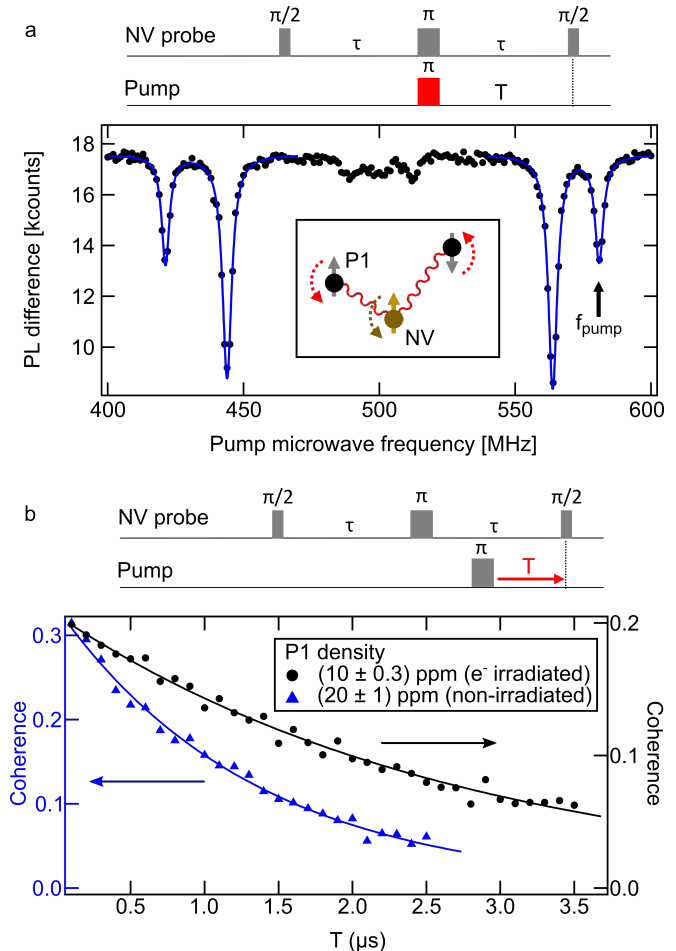 a
π/2 π π/2
NV probe τ τ
π
Pump T
18
16
14
12
10
PL difference [kcounts]
P1
NV
f_pump
400 450 500 550 600
Pump microwave frequency [MHz]
b
π/2 π π/2
NV probe τ τ
π
Pump T
0.3
0.2
0.1
0.0
Coherence
P1 density
(10 ± 0.3) ppm (e⁻ irradiated)
(20 ± 1) ppm (non-irradiated)
0.2
0.1
0.0
Coherence
0.5 1.0 1.5 2.0 2.5 3.0 3.5
T (μs)